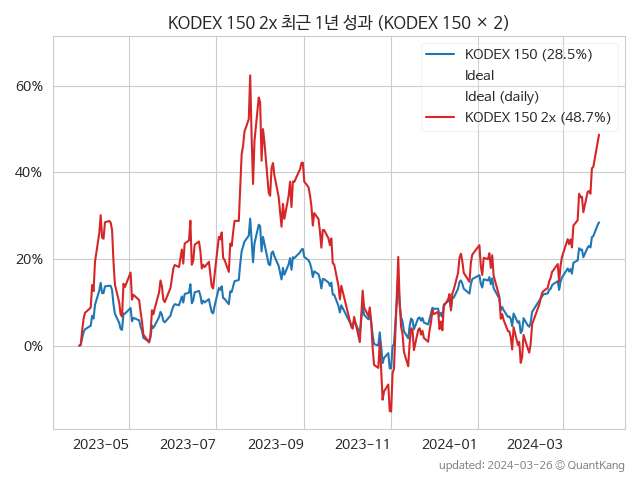 KODEX 150 2x 최근 1년 성과 (KODEX 150 × 2)
KODEX 150 (28.5%)
Ideal
Ideal (daily)
KODEX 150 2x (48.7%)
60%
40%
20%
0%
2023-05 2023-07 2023-09 2023-11 2024-01 2024-03
updated: 2024-03-26 © QuantKang